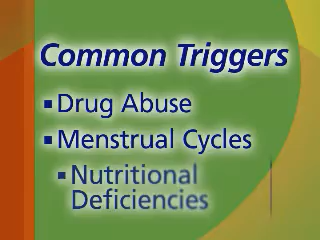 Common Triggers
▪ Drug Abuse
▪ Menstrual Cycles
▪ Nutritional
Deficiencies